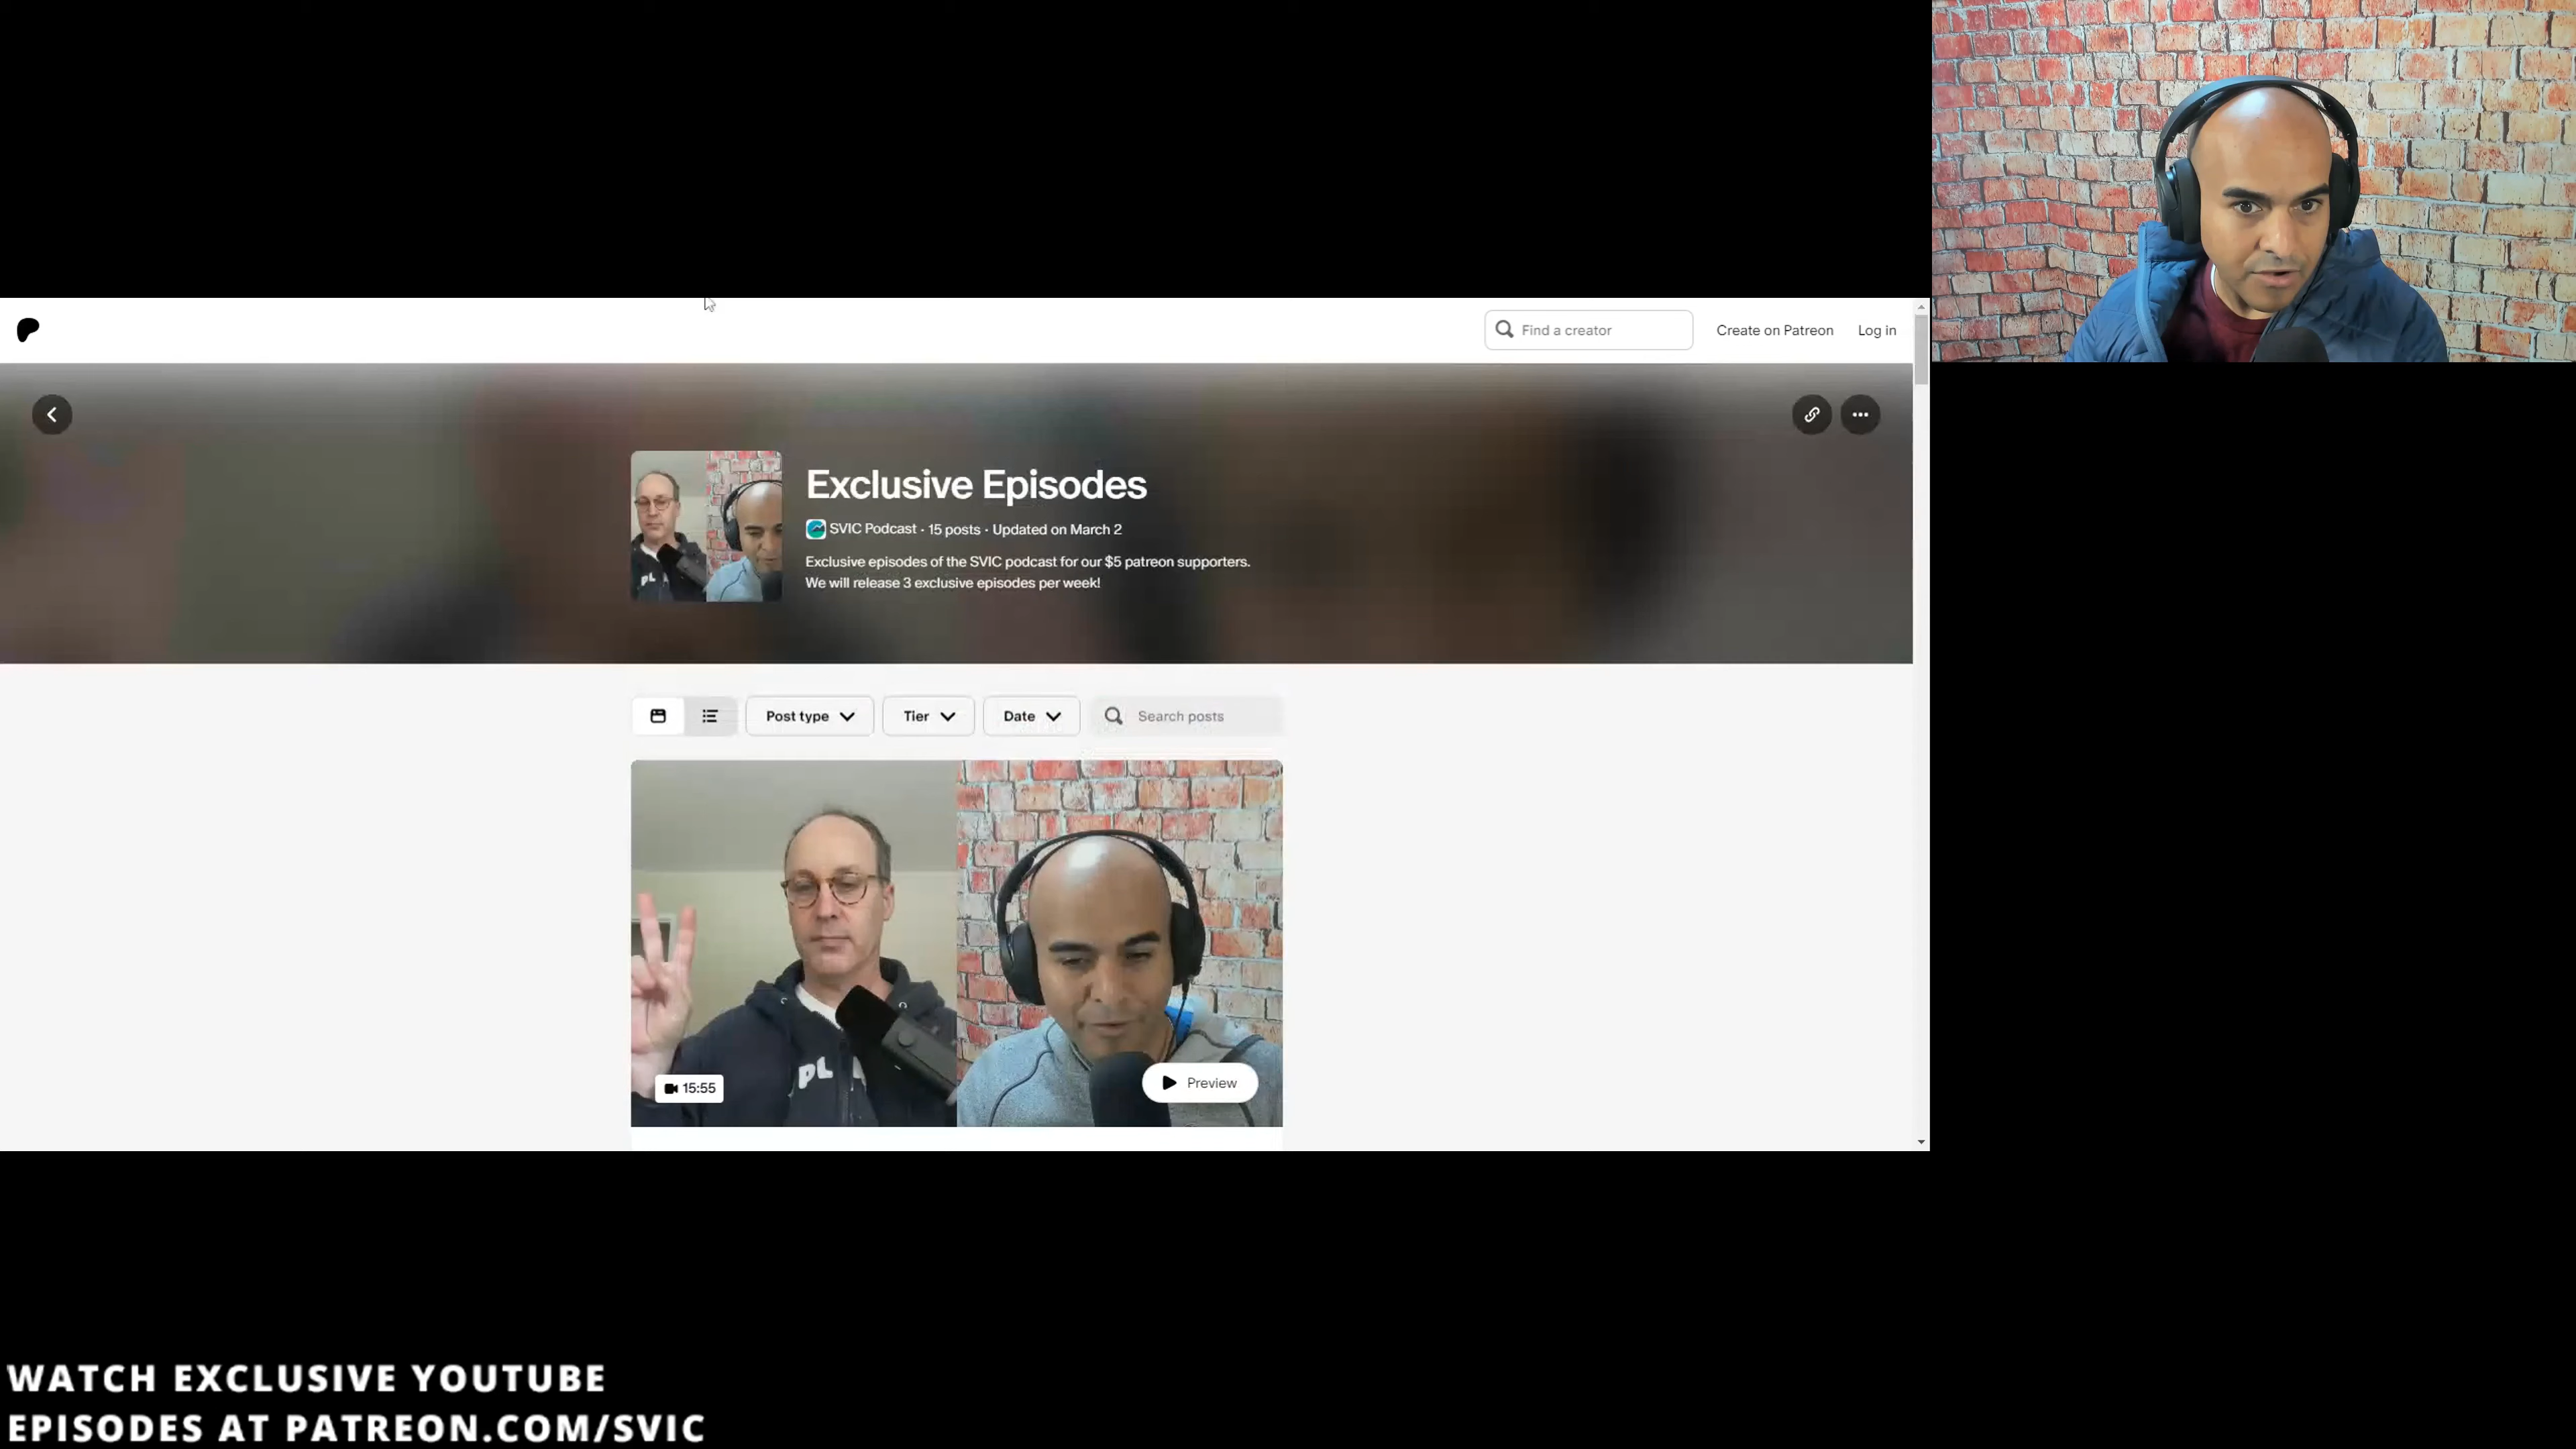 Find a creator
Create on Patreon
Log in
Exclusive Episodes
SVIC Podcast · 15 posts · Updated on March 2
Exclusive episodes of the SVIC podcast for our $5 patreon supporters.
We will release 3 exclusive episodes per week!
Post type
Tier
Date
Search posts
PL
PL
15:55
Preview
WATCH EXCLUSIVE YOUTUBE
EPISODES AT PATREON.COM/SVIC